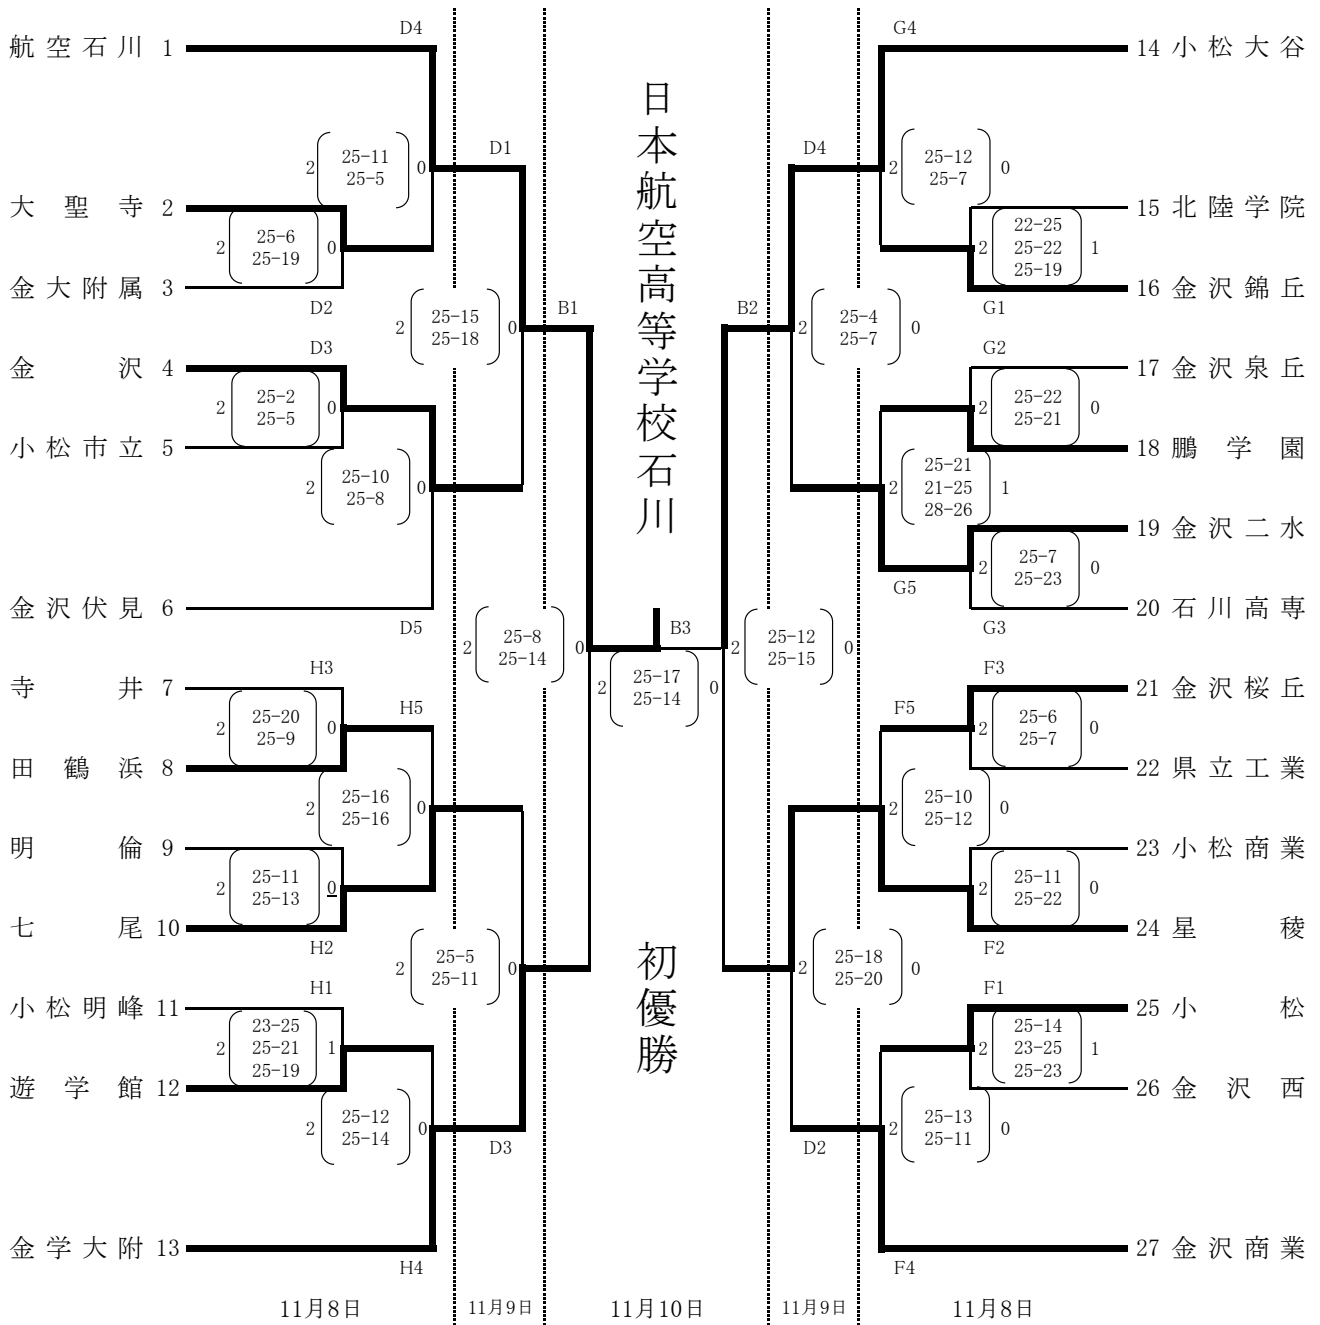 D4
G4
航空石川 1
14 小松大谷
日本航空高等学校石川
D1
D4
2 25-11 0
25-5
2 25-12 0
25-7
大聖寺 2
15 北陸学院
2 25-6 0
25-19
22-25
2 25-22 1
25-19
金大附属 3
16 金沢錦丘
D2
G1
2 25-15 0
25-18
B1
B2
2 25-4 0
25-7
D3
G2
金沢 4
17 金沢泉丘
2 25-2 0
25-5
2 25-22 0
25-21
小松市立 5
18 鵬学園
2 25-10 0
25-8
25-21
2 21-25 1
28-26
19 金沢二水
2 25-7 0
25-23
G5
金沢伏見 6
20 石川高専
D5
G3
2 25-8 0
25-14
B3
2 25-12 0
25-15
2 25-17 0
25-14
H3
F3
寺井 7
21 金沢桜丘
H5
F5
2 25-20 0
25-9
2 25-6 0
25-7
田鶴浜 8
22 県立工業
2 25-16 0
25-16
2 25-10 0
25-12
明倫 9
23 小松商業
2 25-11 0
25-13
2 25-11 0
25-22
七尾 10
24 星稜
H2
F2
初優勝
2 25-5 0
25-11
2 25-18 0
25-20
H1
F1
小松明峰 11
25 小松
23-25
2 25-21 1
25-19
25-14
2 23-25 1
25-23
遊学館 12
26 金沢西
2 25-12 0
25-14
2 25-13 0
25-11
D3
D2
金学大附 13
27 金沢商業
H4
F4
11月8日 11月9日 11月10日 11月9日 11月8日